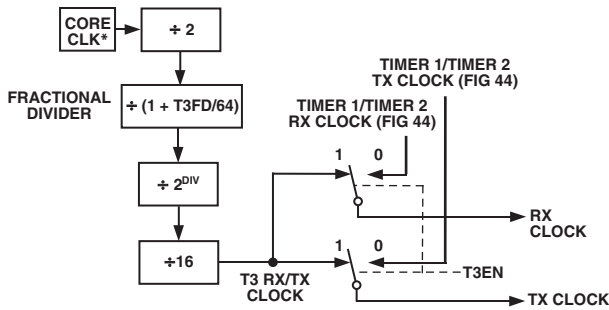 CORE
CLK*
÷ 2
FRACTIONAL
DIVIDER
÷ (1 + T3FD/64)
TIMER 1/TIMER 2
TX CLOCK (FIG 44)
TIMER 1/TIMER 2
RX CLOCK (FIG 44)
÷ 2DIV
1 0
RX
CLOCK
÷16
T3 RX/TX
CLOCK
1 0
T3EN
TX CLOCK